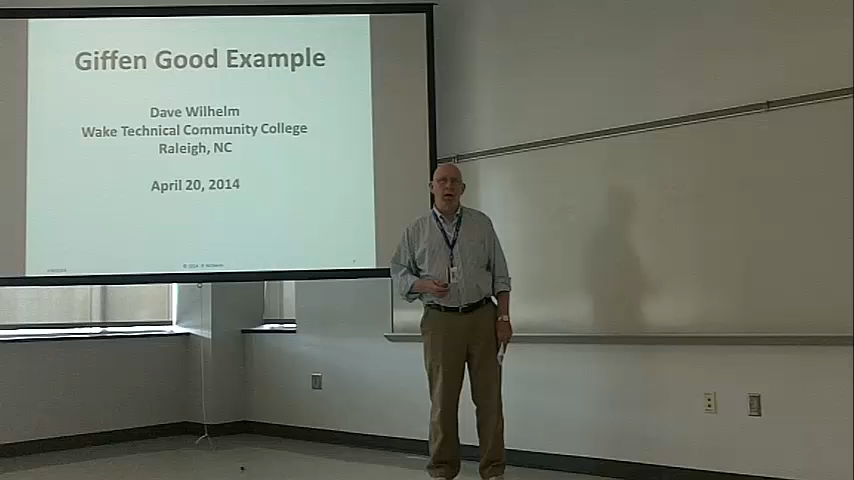 Giffen Good Example
Dave Wilhelm
Wake Technical Community College
Raleigh, NC
April 20, 2014